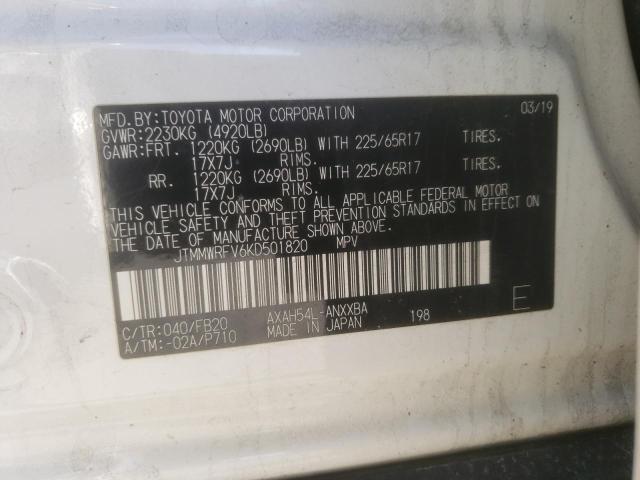 MFD.BY:TOYOTA MOTOR CORPORATION 03/19
GVWR:2230KG (4920LB)
GAWR:FRT. 1220KG (2690LB) WITH 225/65R17 TIRES.
17X7J RIMS.
RR. 1220KG (2690LB) WITH 225/65R17 TIRES.
17X7J RIMS.
THIS VEHICLE CONFORMS TO ALL APPLICABLE FEDERAL MOTOR
VEHICLE SAFETY AND THEFT PREVENTION STANDARDS IN EFFECT ON
THE DATE OF MANUFACTURE SHOWN ABOVE.
JTMMWRFV6KD501820 MPV
C/TR:040/FB20 AXAH54L-ANXXBA E
A/TM:-02A/P710 MADE IN JAPAN 198